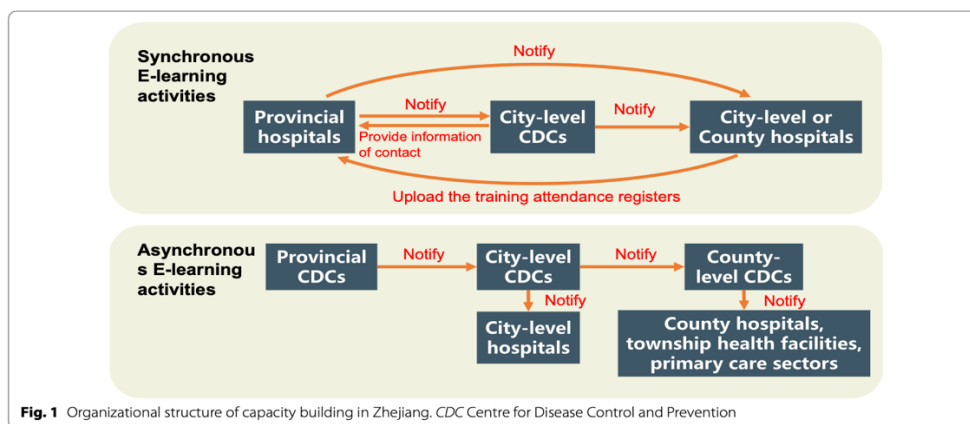 Synchronous
E-learning
activities
Notify
Provincial
hospitals
Notify
Provide information
of contact
City-level
CDCs
Notify
City-level or
County hospitals
Upload the training attendance registers
Asynchronou
s E-learning
activities
Provincial
CDCs
Notify
City-level
CDCs
Notify
County-
level CDCs
Notify
City-level
hospitals
Notify
County hospitals,
township health facilities,
primary care sectors
Fig. 1 Organizational structure of capacity building in Zhejiang. CDC Centre for Disease Control and Prevention